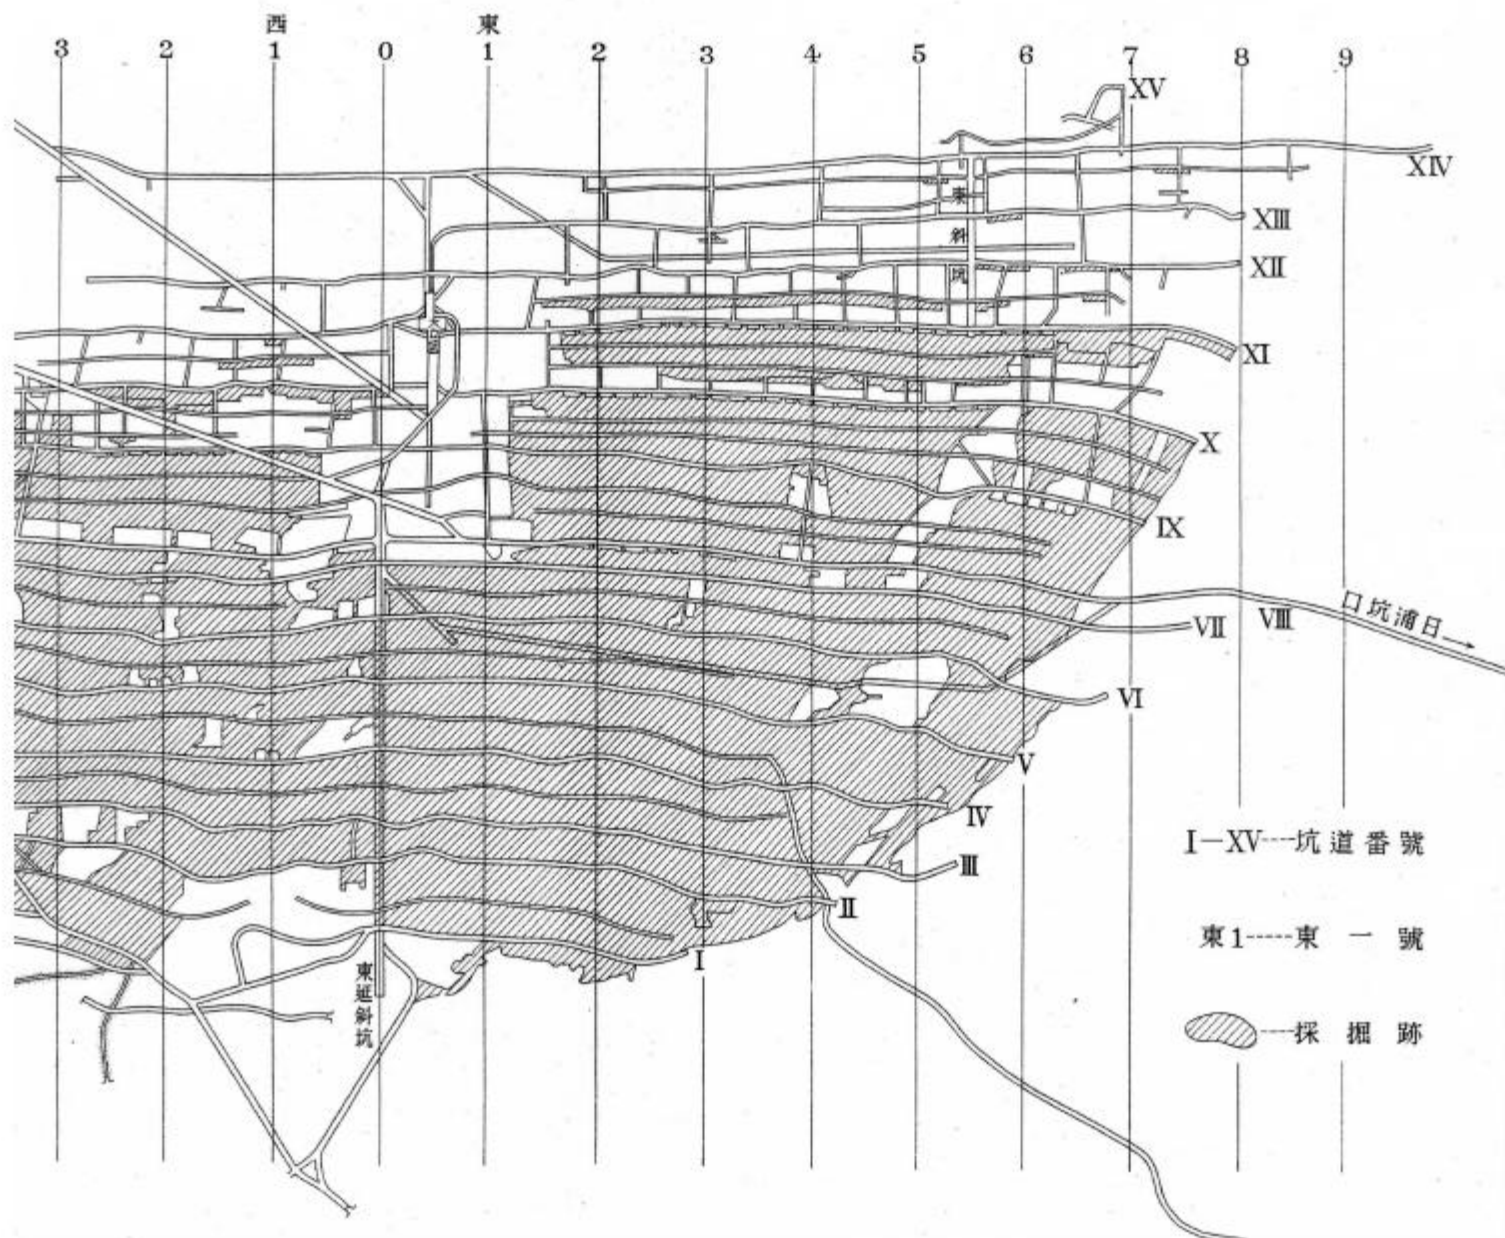 西 東
3 2 1 0 1 2 3 4 5 6 7 8 9
XV
XIV
東斜坑
XIII
XII
XI
X
IX
VIII
VII
口坑浦日
VI
V
IV
III
II
I
東延斜坑
I—XV----坑道番號
東1-----東一號
----採掘跡